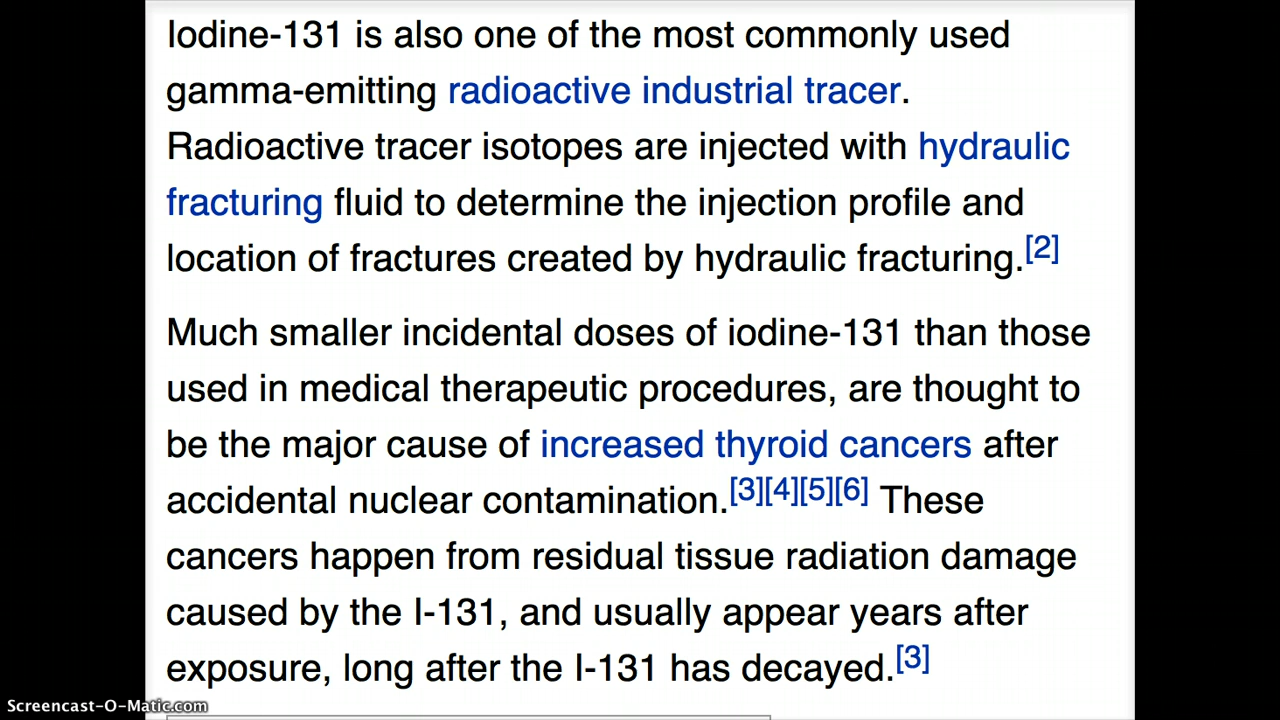 Iodine-131 is also one of the most commonly used
gamma-emitting radioactive industrial tracer.
Radioactive tracer isotopes are injected with hydraulic
fracturing fluid to determine the injection profile and
location of fractures created by hydraulic fracturing.[2]
Much smaller incidental doses of iodine-131 than those
used in medical therapeutic procedures, are thought to
be the major cause of increased thyroid cancers after
accidental nuclear contamination.[3][4][5][6] These
cancers happen from residual tissue radiation damage
caused by the I-131, and usually appear years after
exposure, long after the I-131 has decayed.[3]
Screencast-O-Matic.com